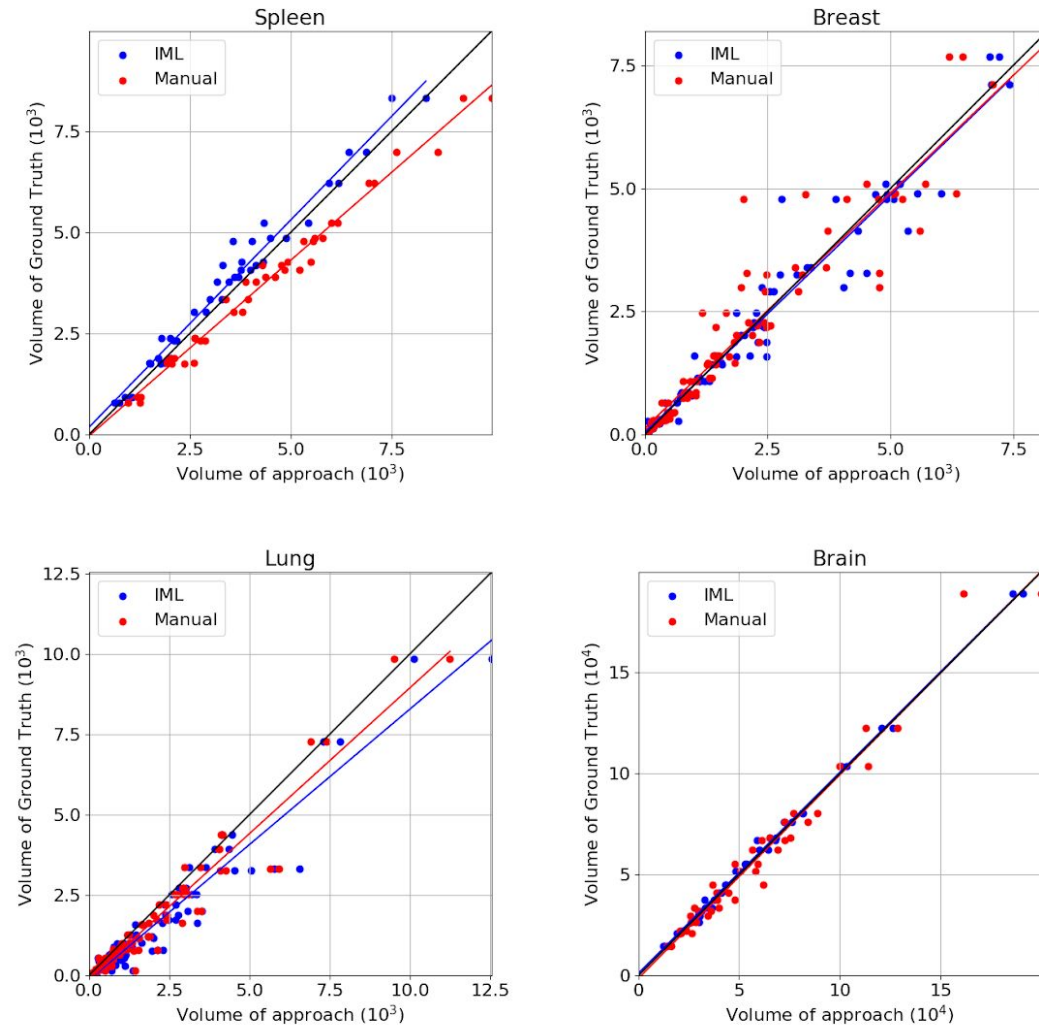 Spleen
IML
Manual
7.5
5.0
2.5
0.0
0.0 2.5 5.0 7.5
Volume of Ground Truth (10³)
Volume of approach (10³)
Breast
IML
Manual
7.5
5.0
2.5
0.0
0.0 2.5 5.0 7.5
Volume of Ground Truth (10³)
Volume of approach (10³)
Lung
12.5
IML
Manual
10.0
7.5
5.0
2.5
0.0
0.0 2.5 5.0 7.5 10.0 12.5
Volume of Ground Truth (10³)
Volume of approach (10³)
Brain
IML
Manual
15
10
5
0
0 5 10 15
Volume of Ground Truth (10⁴)
Volume of approach (10⁴)